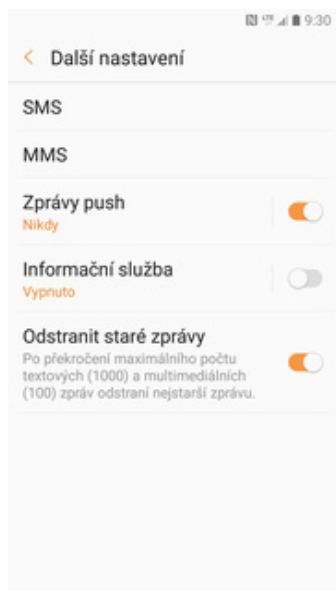 9:30
Další nastavení
SMS
MMS
Zprávy push
Nikdy
Informační služba
Vypnuto
Odstranit staré zprávy
Po překročení maximálního počtu
textových (1000) a multimediálních
(100) zpráv odstraní nejstarší zprávu.